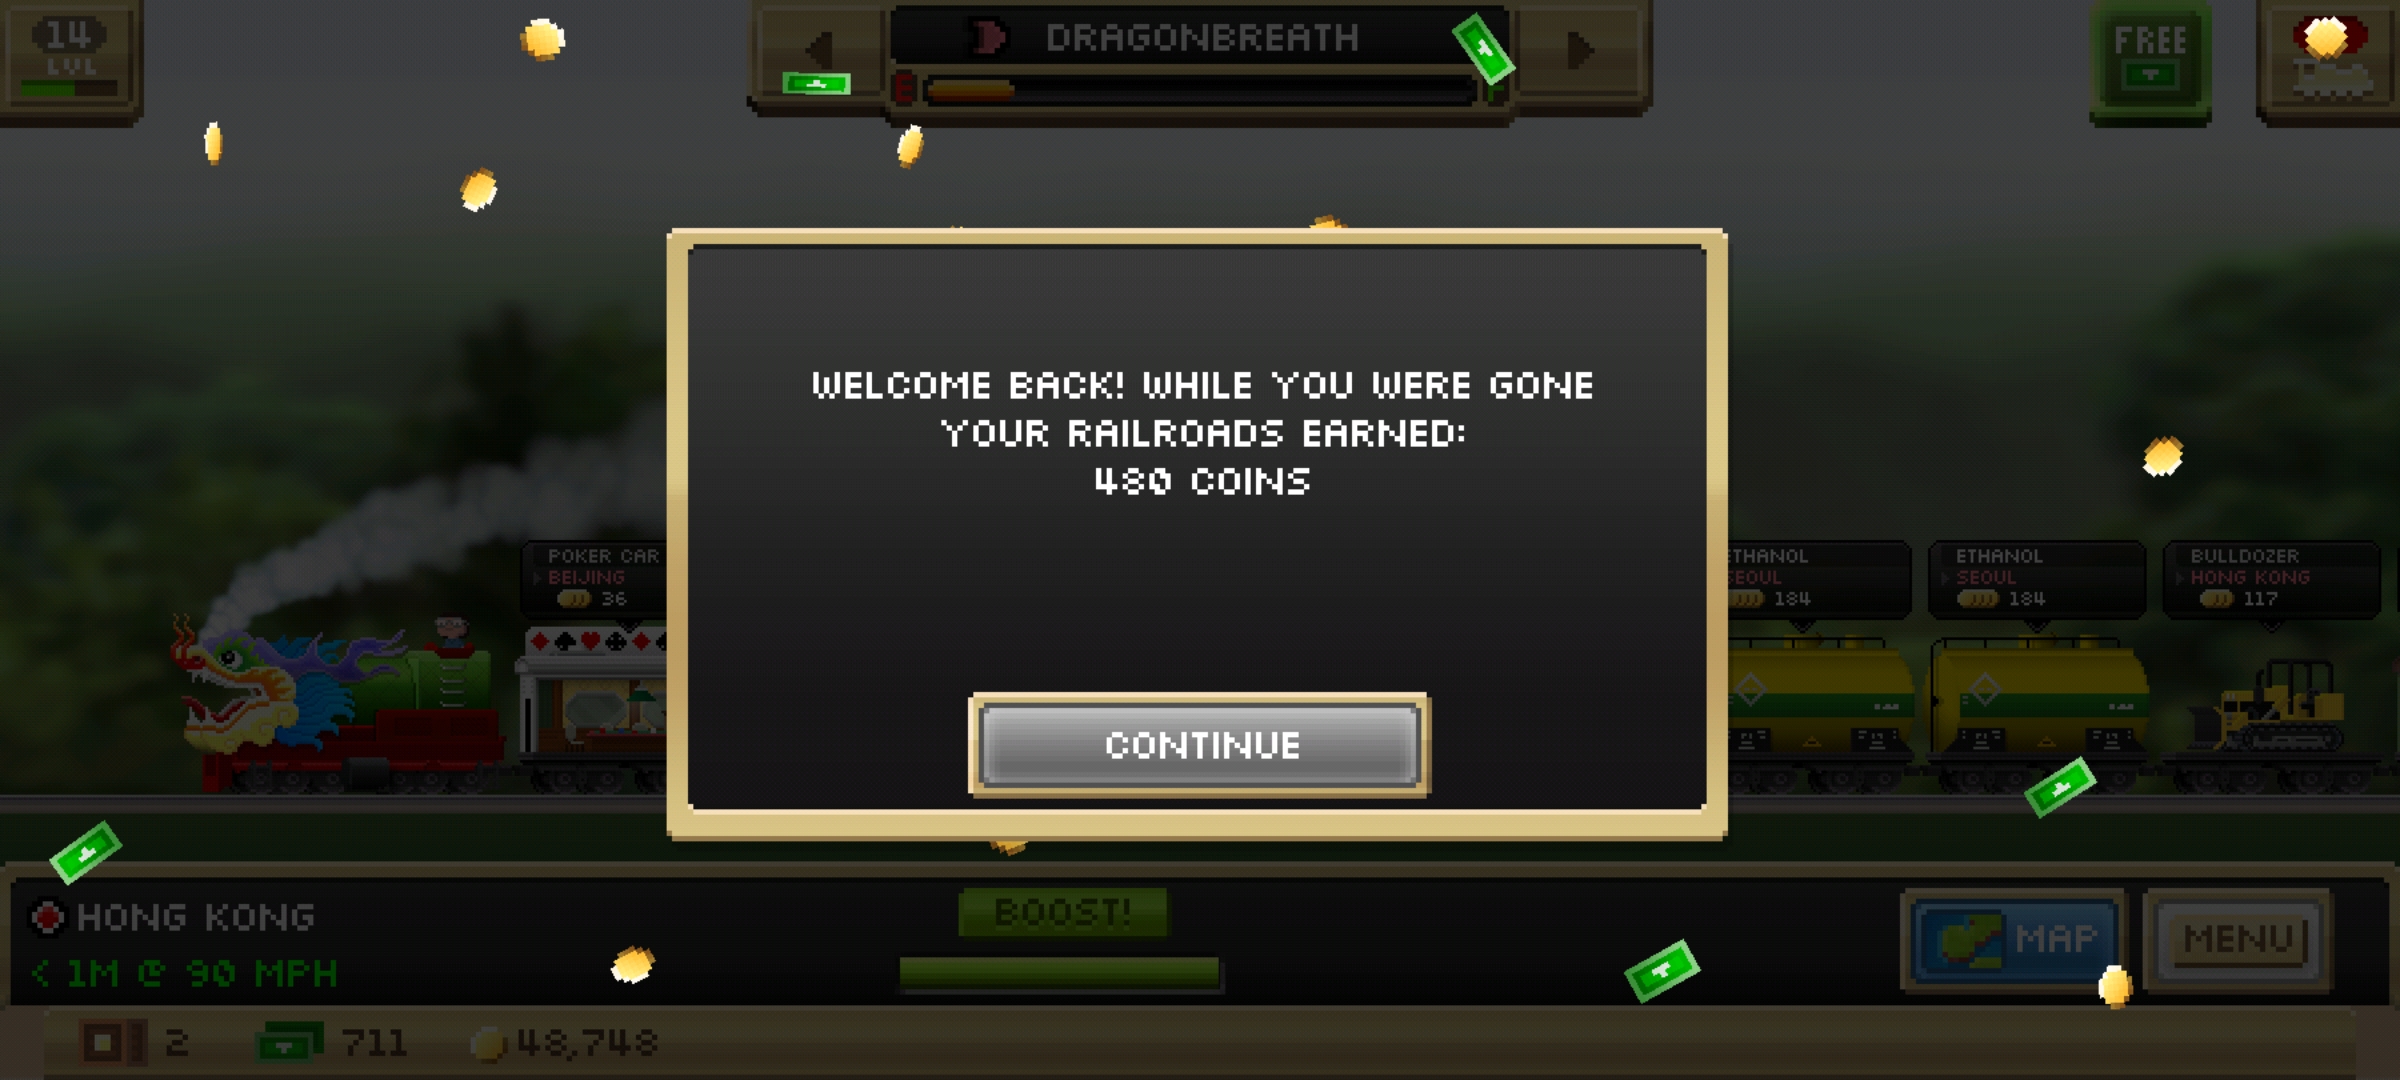 14
LVL
DRAGONBREATH
E
F
FREE
WELCOME BACK! WHILE YOU WERE GONE
YOUR RAILROADS EARNED:
480 COINS
CONTINUE
POKER CAR
BEIJING
36
ETHANOL
SEOUL
184
ETHANOL
SEOUL
184
BULLDOZER
HONG KONG
117
HONG KONG
< 1M @ 90 MPH
BOOST!
MAP
MENU
2
711
48,748